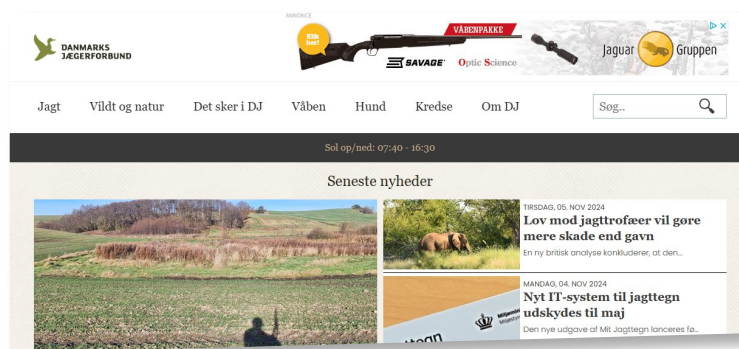 ANNONCE
DANMARKS
JÆGERFORBUND
Klik
her!
VÅBENPAKKE
SAVAGE
Optic Science
Jaguar Gruppen
Jagt Vildt og natur Det sker i DJ Våben Hund Kredse Om DJ Søg..
Sol op/ned: 07:40 - 16:30
Seneste nyheder
TIRSDAG, 05. NOV 2024
Lov mod jagttrofæer vil gøre
mere skade end gavn
En ny britisk analyse konkluderer, at den...
MANDAG, 04. NOV 2024
Nyt IT-system til jagttegn
udskydes til maj
Den nye udgave af Mit Jagttegn lanceres fø...